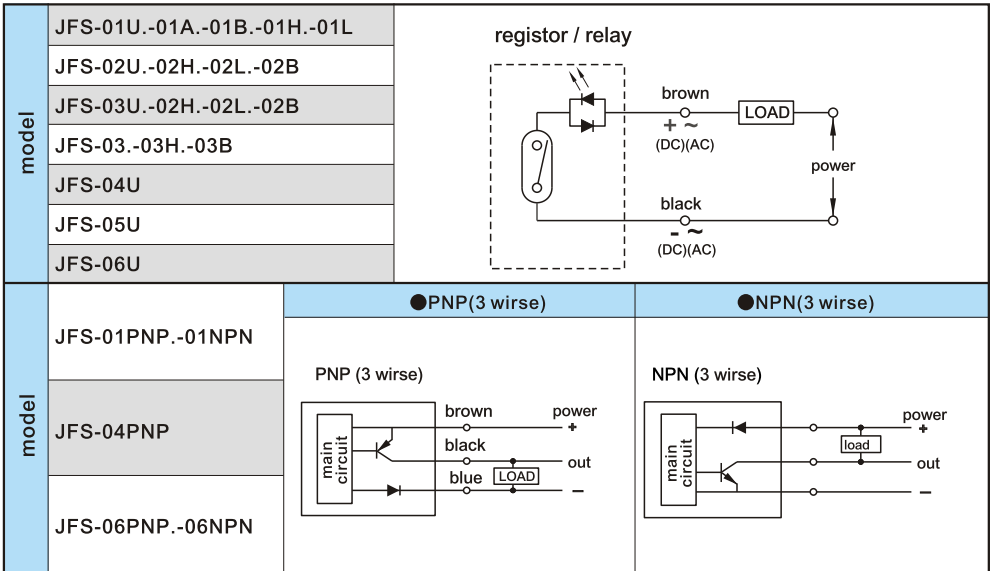 model
JFS-01U.-01A.-01B.-01H.-01L
JFS-02U.-02H.-02L.-02B
JFS-03U.-02H.-02L.-02B
JFS-03.-03H.-03B
JFS-04U
JFS-05U
JFS-06U
registor / relay
brown
LOAD
+ ~
(DC)(AC)
power
black
- ~
(DC)(AC)
model
JFS-01PNP.-01NPN
JFS-04PNP
JFS-06PNP.-06NPN
●PNP(3 wirse)
PNP (3 wirse)
main circuit
brown
power
+
black
out
blue
LOAD
−
●NPN(3 wirse)
NPN (3 wirse)
main circuit
power
+
load
out
−